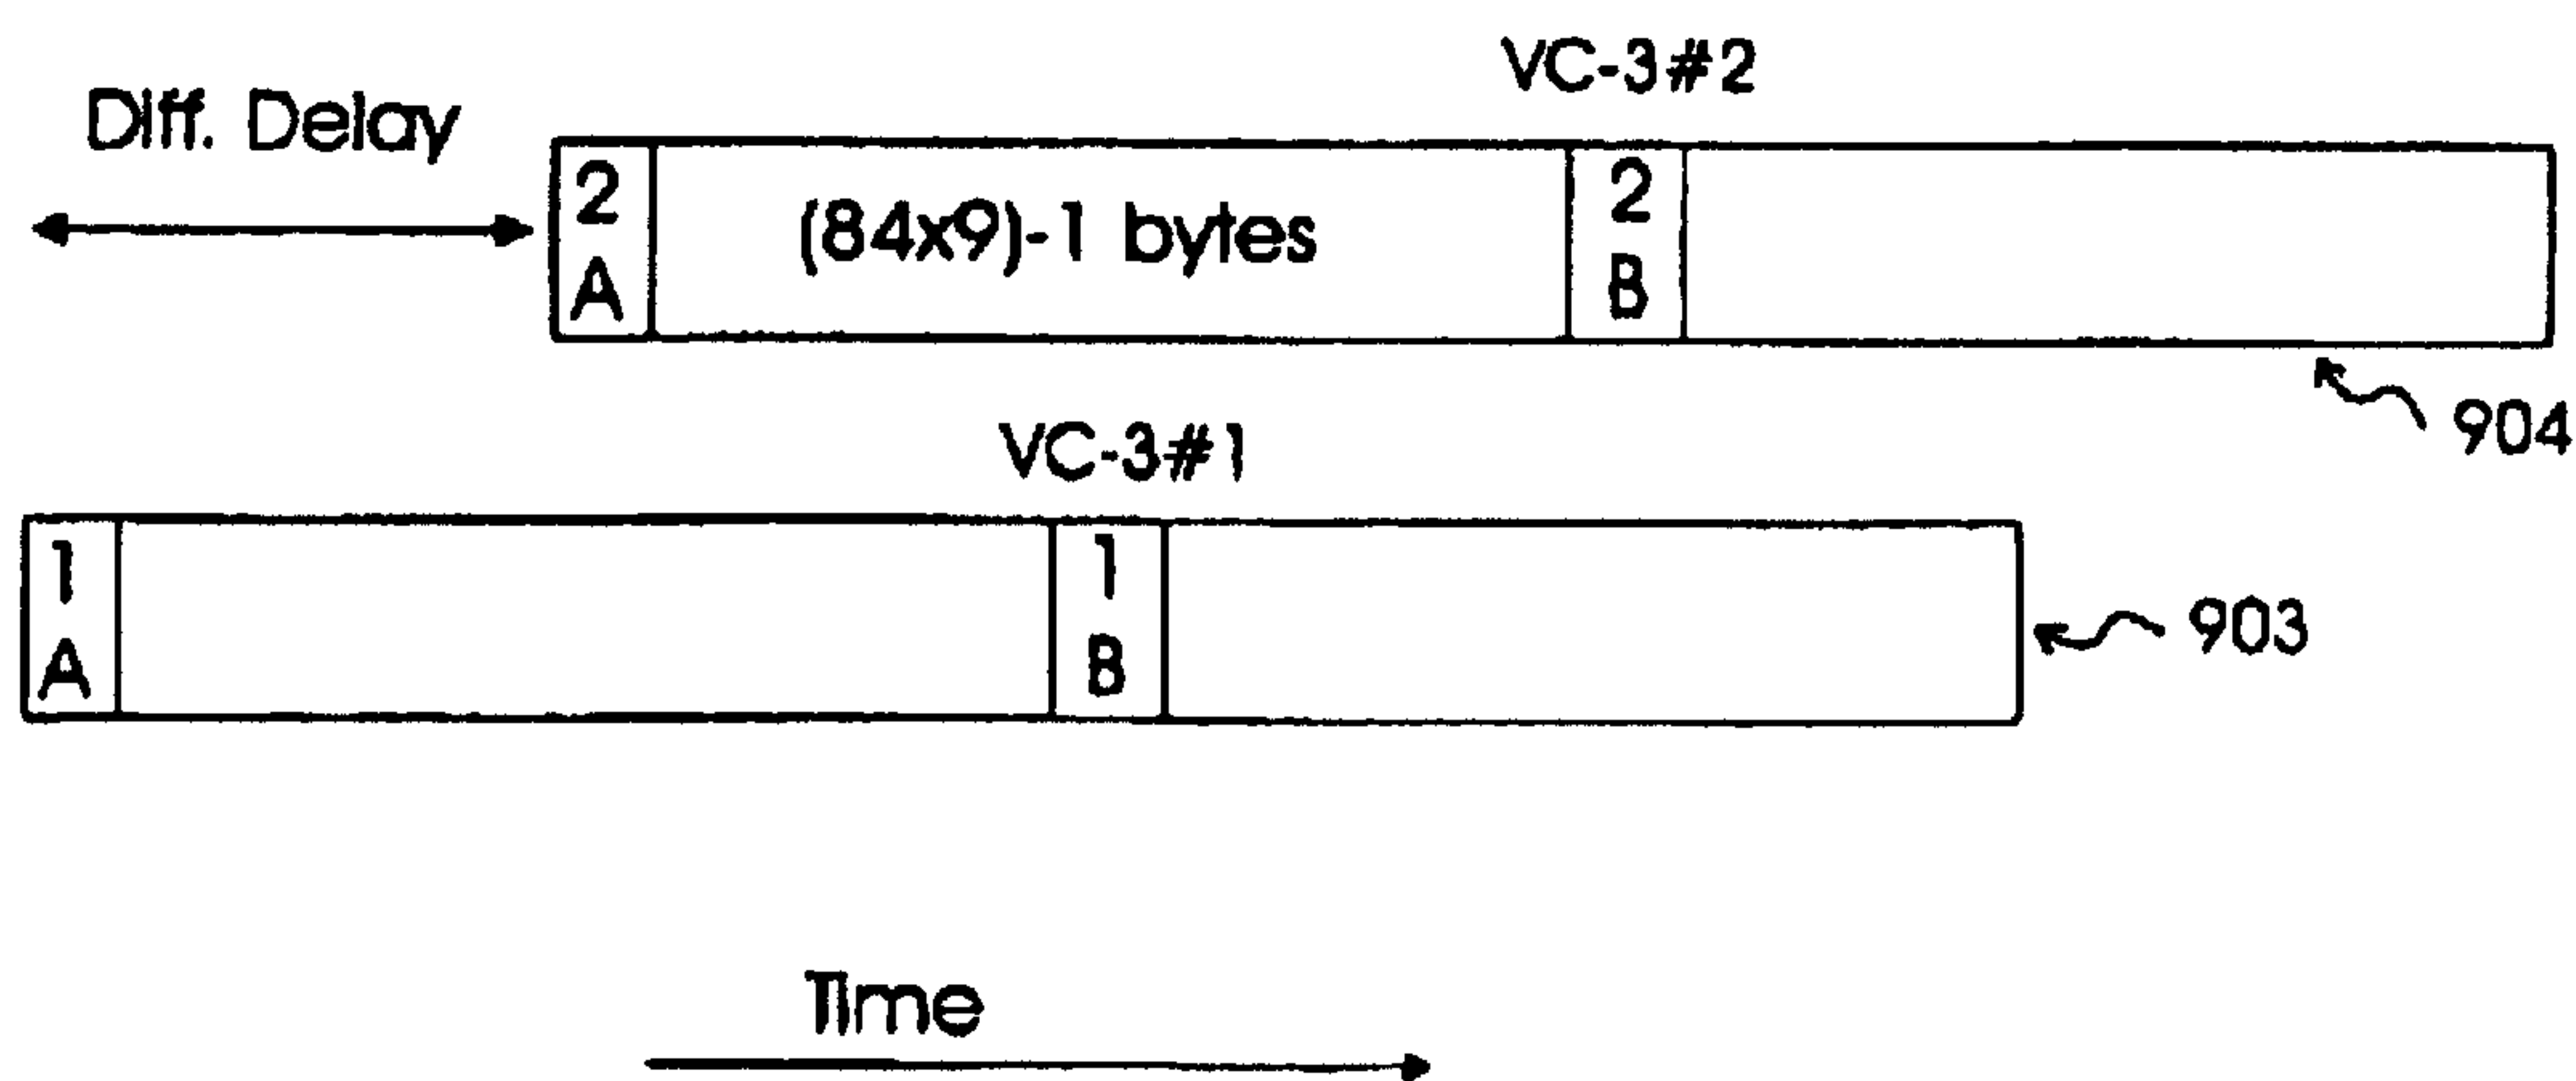 VC-3#2
Diff. Delay
2
A
(84x9)-1 bytes
2
B
904
VC-3#1
1
A
1
B
903
Time